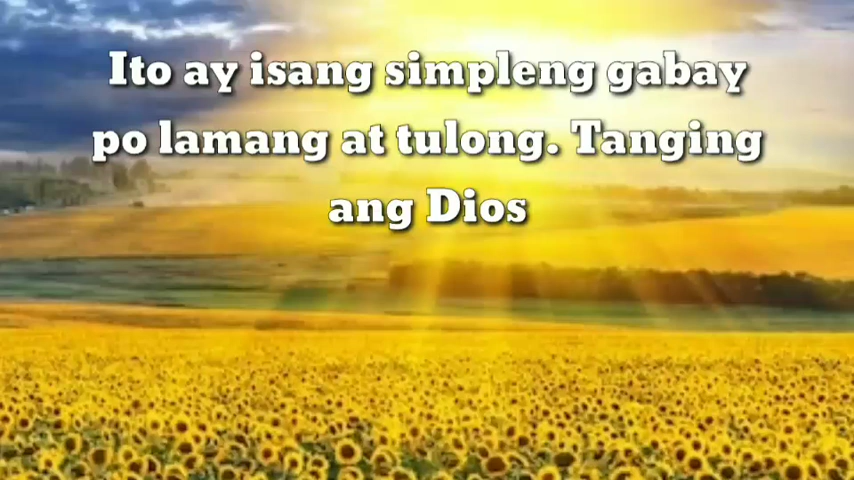 Ito ay isang simpleng gabay
po lamang at tulong. Tanging
ang Dios